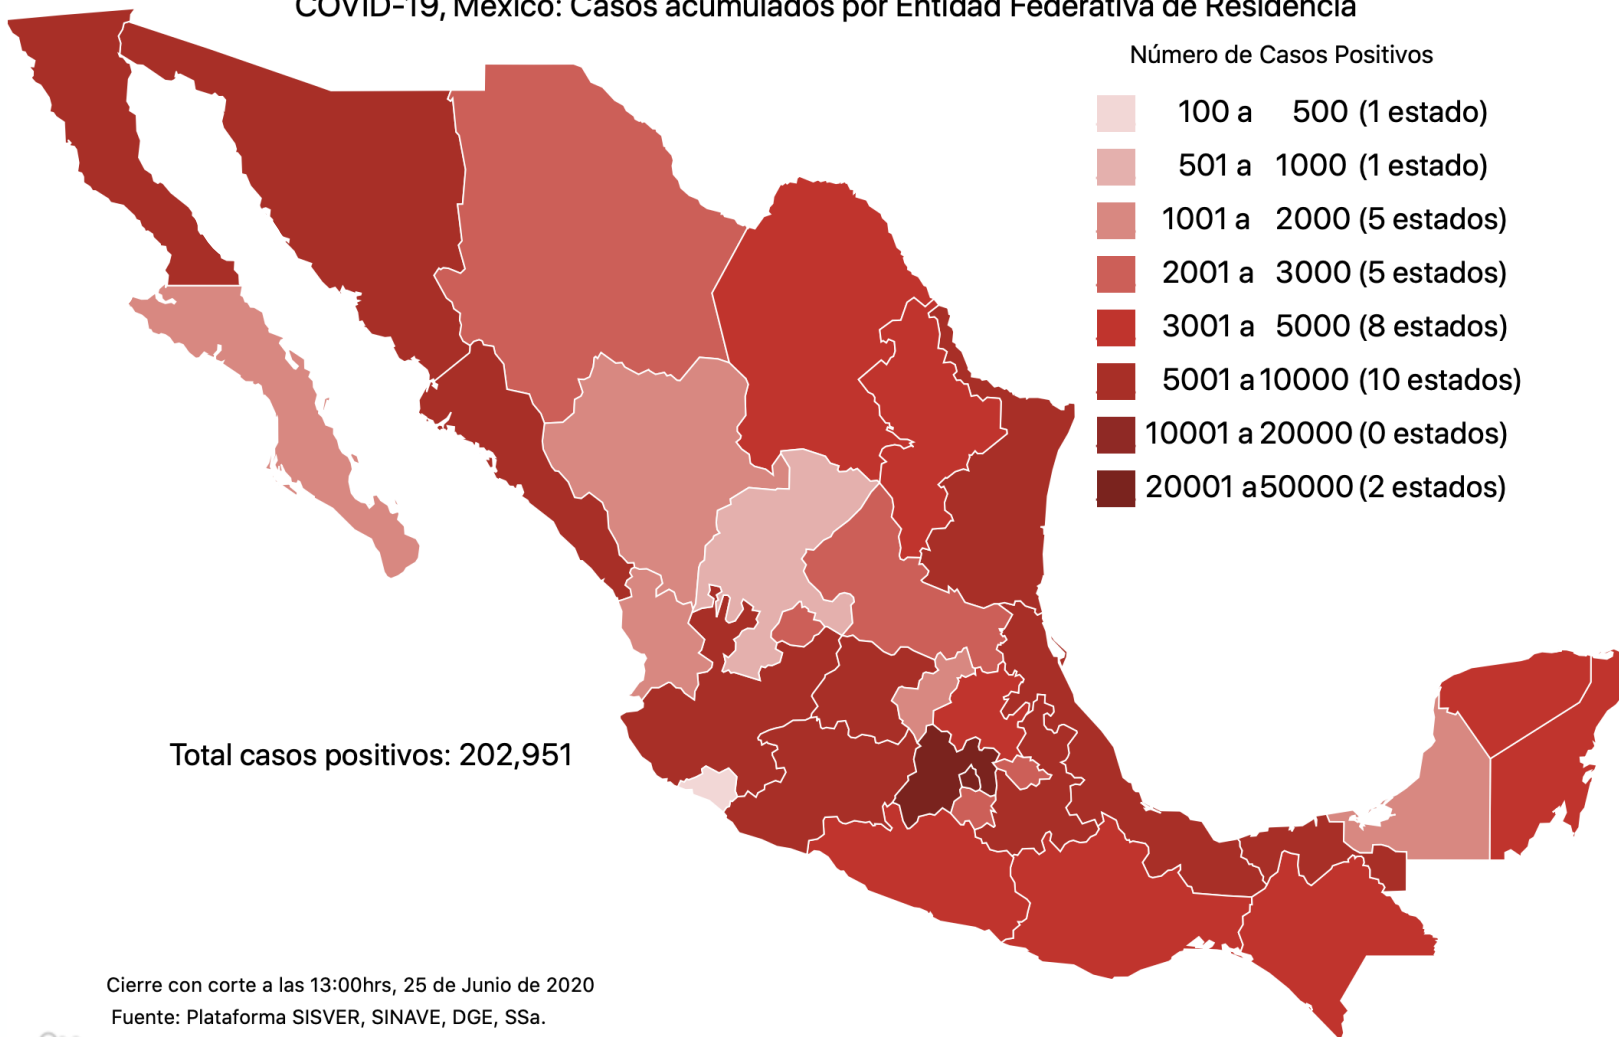 COVID-19, México: Casos acumulados por Entidad Federativa de Residencia
Número de Casos Positivos
100 a 500 (1 estado)
501 a 1000 (1 estado)
1001 a 2000 (5 estados)
2001 a 3000 (5 estados)
3001 a 5000 (8 estados)
5001 a 10000 (10 estados)
10001 a 20000 (0 estados)
20001 a 50000 (2 estados)
Total casos positivos: 202,951
Cierre con corte a las 13:00hrs, 25 de Junio de 2020
Fuente: Plataforma SISVER, SINAVE, DGE, SSa.